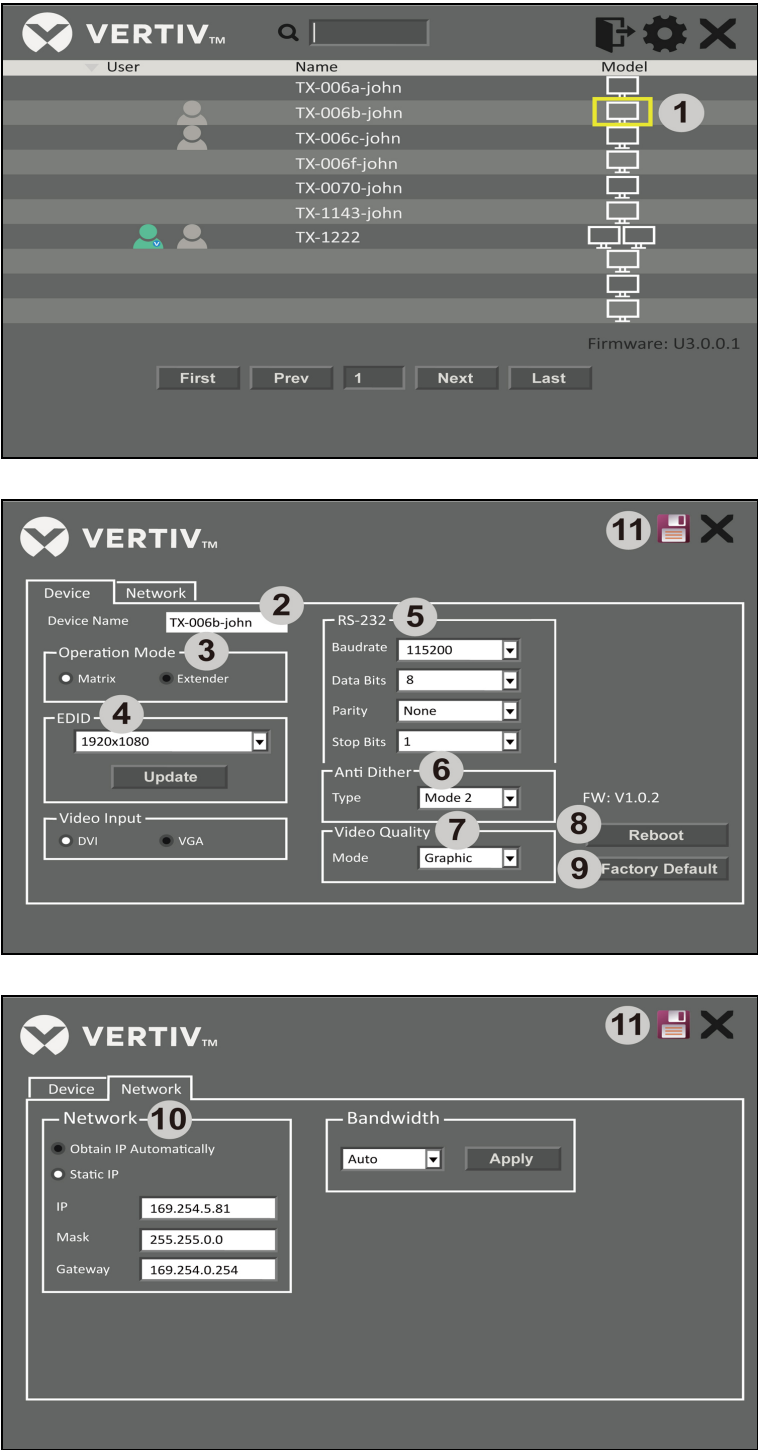 VERTIV™
User Name Model
TX-006a-john
TX-006b-john 1
TX-006c-john
TX-006f-john
TX-0070-john
TX-1143-john
TX-1222
Firmware: U3.0.0.1
First Prev 1 Next Last
VERTIV™ 11
Device Network
Device Name TX-006b-john 2
Operation Mode 3
Matrix Extender
EDID 4
1920x1080
Update
Video Input
DVI VGA
RS-232 5
Baudrate 115200
Data Bits 8
Parity None
Stop Bits 1
Anti Dither 6
Type Mode 2
Video Quality 7
Mode Graphic
FW: V1.0.2
8 Reboot
9 Factory Default
VERTIV™ 11
Device Network
Network 10
Obtain IP Automatically
Static IP
IP 169.254.5.81
Mask 255.255.0.0
Gateway 169.254.0.254
Bandwidth
Auto Apply